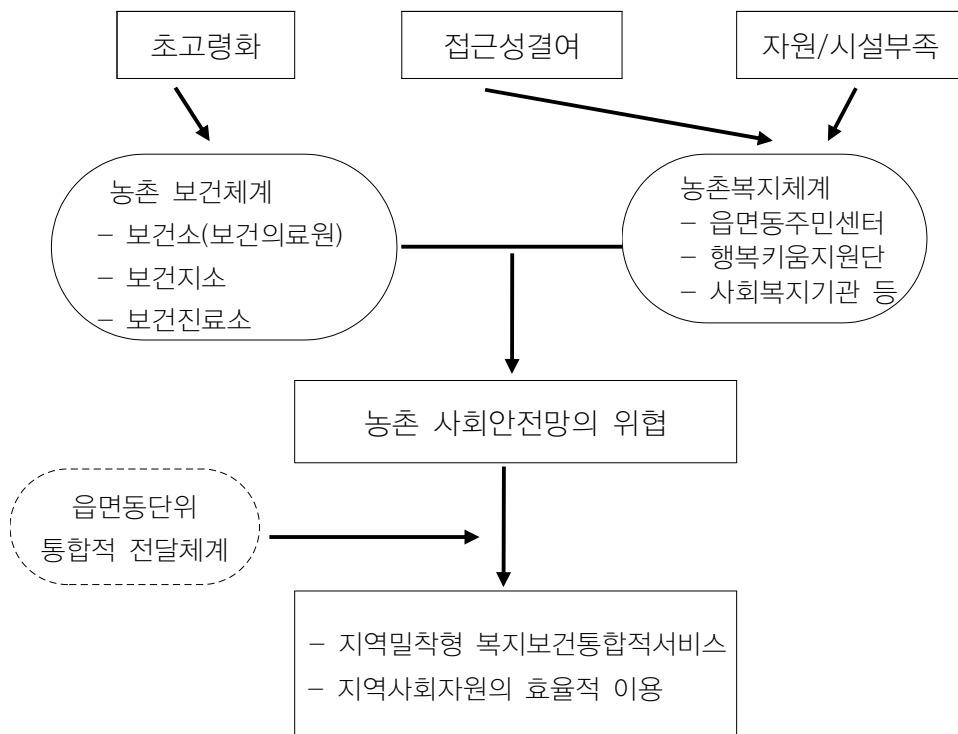 초고령화
접근성결여
자원/시설부족
농촌 보건체계
– 보건소(보건의료원)
– 보건지소
– 보건진료소
농촌복지체계
– 읍면동주민센터
– 행복키움지원단
– 사회복지기관 등
농촌 사회안전망의 위협
읍면동단위
통합적 전달체계
– 지역밀착형 복지보건통합적서비스
– 지역사회자원의 효율적 이용